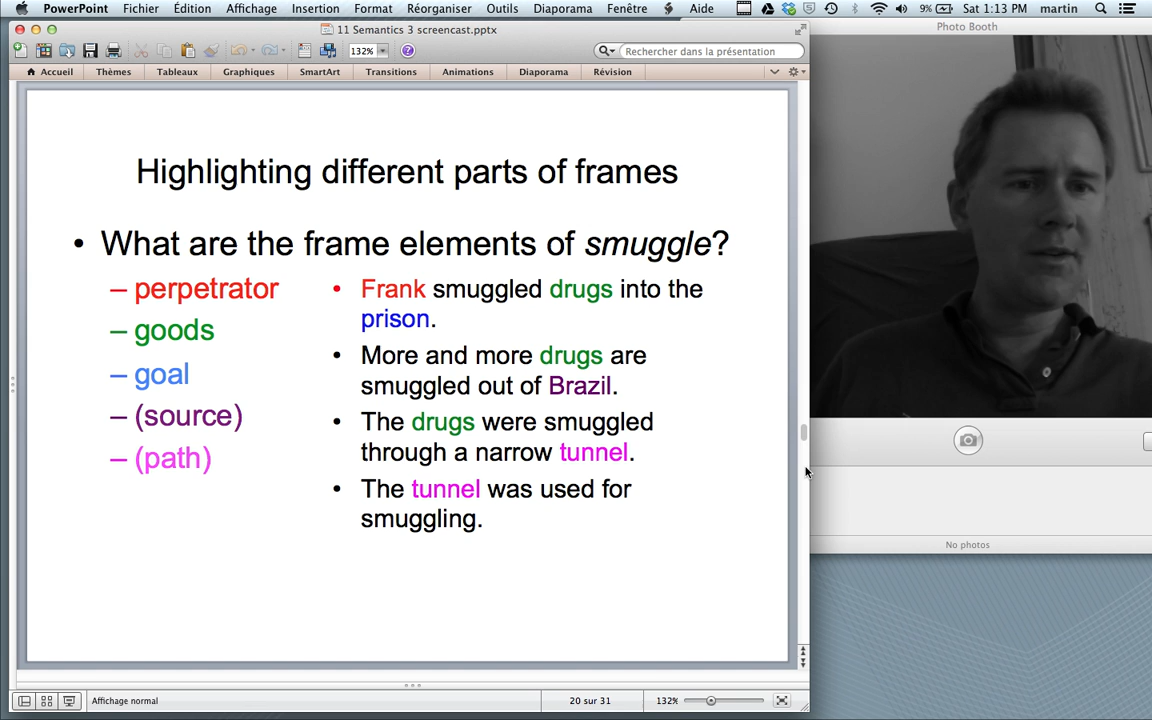 PowerPoint Fichier Édition Affichage Insertion Format Réorganiser Outils Diaporama Fenêtre Aide 9% Sat 1:13 PM martin
11 Semantics 3 screencast.pptx
Photo Booth
132% Rechercher dans la présentation
Accueil Thèmes Tableaux Graphiques SmartArt Transitions Animations Diaporama Révision
Highlighting different parts of frames
• What are the frame elements of smuggle?
– perpetrator
– goods
– goal
– (source)
– (path)
• Frank smuggled drugs into the
prison.
• More and more drugs are
smuggled out of Brazil.
• The drugs were smuggled
through a narrow tunnel.
• The tunnel was used for
smuggling.
No photos
Affichage normal 20 sur 31 132%